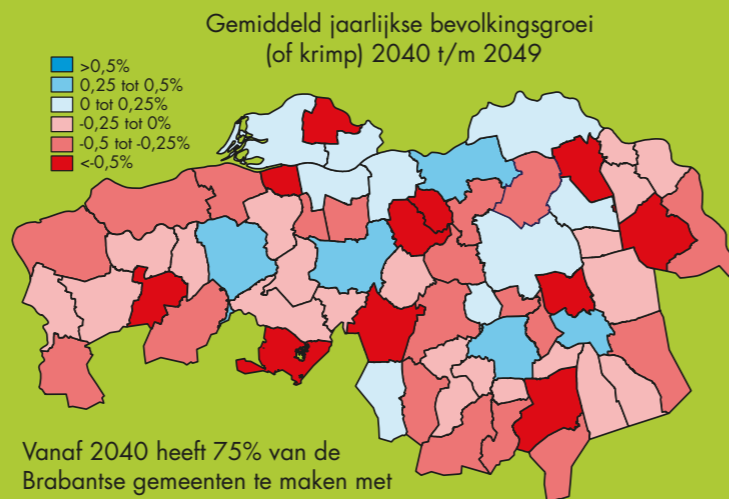 Gemiddeld jaarlijkse bevolkingsgroei
(of krimp) 2040 t/m 2049
>0,5%
0,25 tot 0,5%
0 tot 0,25%
-0,25 tot 0%
-0,5 tot -0,25%
<-0,5%
Vanaf 2040 heeft 75% van de
Brabantse gemeenten te maken met